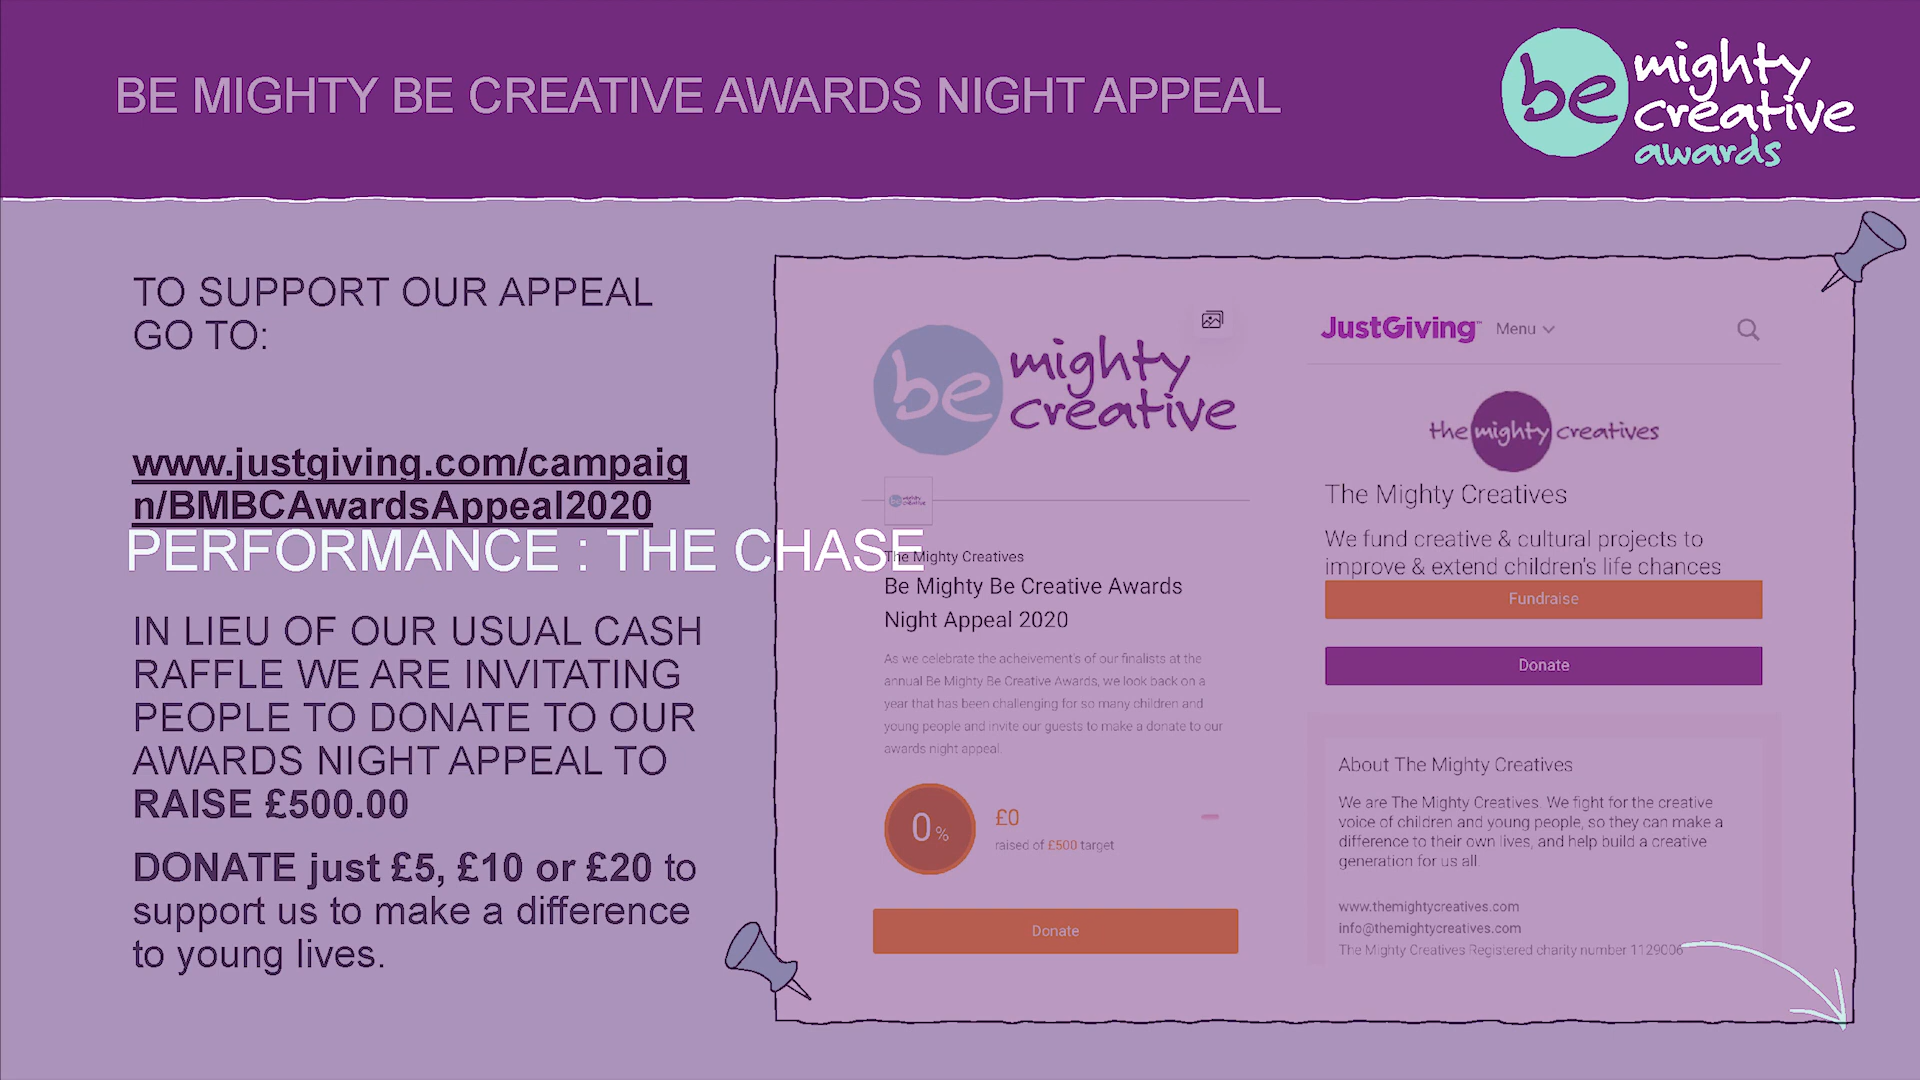 BE MIGHTY BE CREATIVE AWARDS NIGHT APPEAL
be mighty creative awards
TO SUPPORT OUR APPEAL
GO TO:
www.justgiving.com/campaig
n/BMBCAwardsAppeal2020
PERFORMANCE : THE CHASE
IN LIEU OF OUR USUAL CASH
RAFFLE WE ARE INVITATING
PEOPLE TO DONATE TO OUR
AWARDS NIGHT APPEAL TO
RAISE £500.00
DONATE just £5, £10 or £20 to
support us to make a difference
to young lives.
be mighty creative
be mighty creative
The Mighty Creatives
Be Mighty Be Creative Awards
Night Appeal 2020
As we celebrate the acheivement's of our finalists at the
annual Be Mighty Be Creative Awards, we look back on a
year that has been challenging for so many children and
young people and invite our guests to make a donate to our
awards night appeal.
0%
£0
raised of £500 target
Donate
JustGiving™ Menu
the mighty creatives
The Mighty Creatives
We fund creative & cultural projects to
improve & extend children's life chances
Fundraise
Donate
About The Mighty Creatives
We are The Mighty Creatives. We fight for the creative
voice of children and young people, so they can make a
difference to their own lives, and help build a creative
generation for us all.
www.themightycreatives.com
info@themightycreatives.com
The Mighty Creatives Registered charity number 1129006